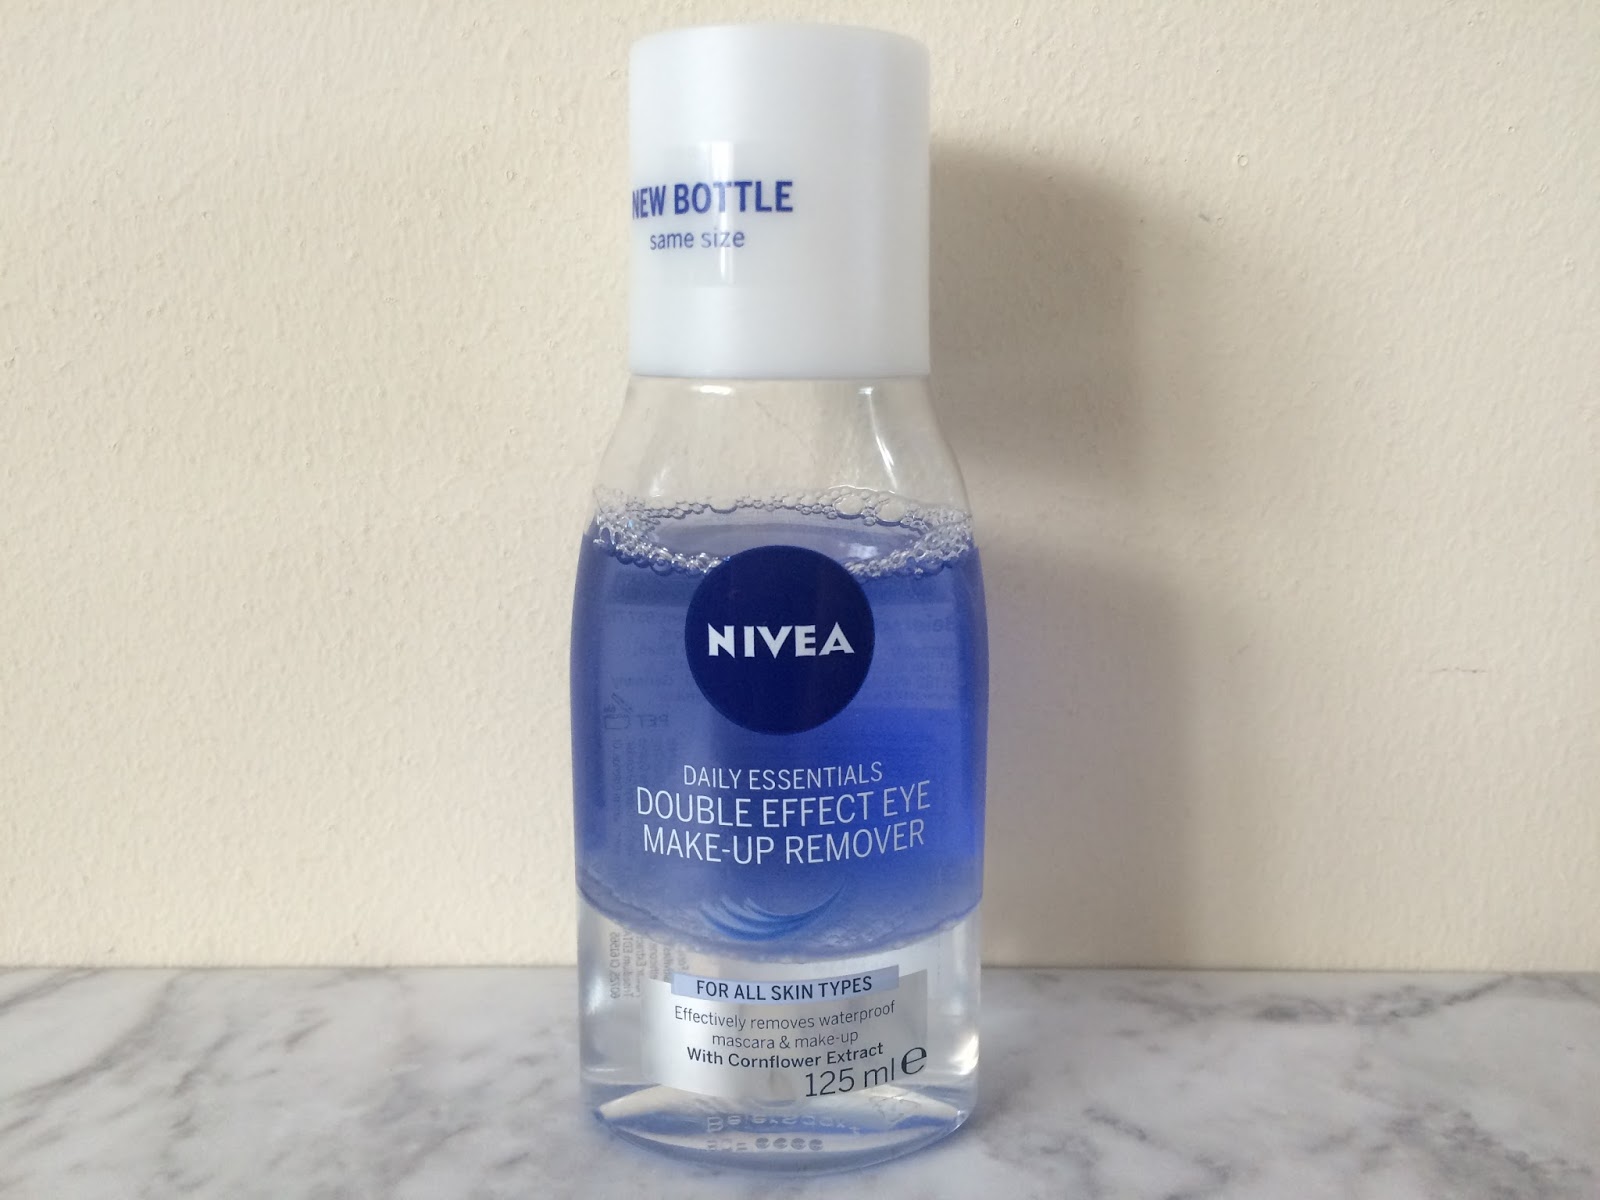 NEW BOTTLE
same size
NIVEA
DAILY ESSENTIALS
DOUBLE EFFECT EYE
MAKE-UP REMOVER
FOR ALL SKIN TYPES
Effectively removes waterproof
mascara & make-up
With Cornflower Extract
125 ml e
Beiersdorf